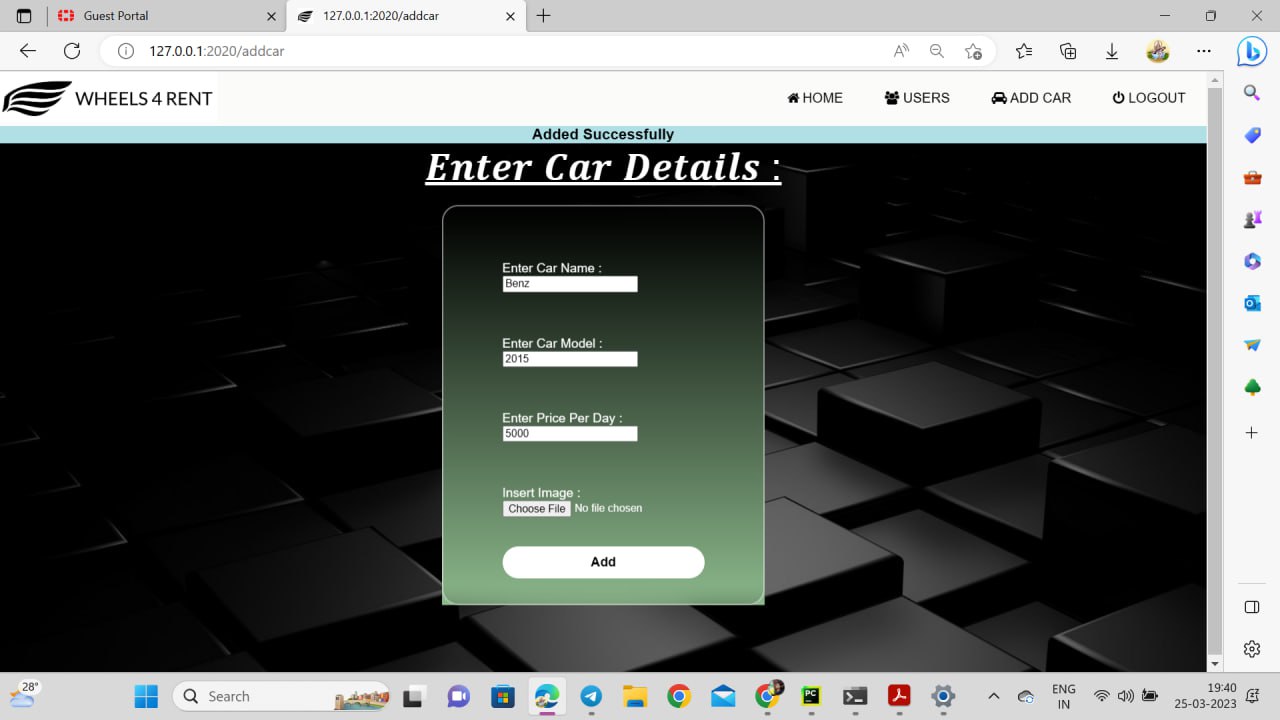 Guest Portal
127.0.0.1:2020/addcar
127.0.0.1:2020/addcar
WHEELS 4 RENT
HOME
USERS
ADD CAR
LOGOUT
Added Successfully
Enter Car Details :
Enter Car Name :
Benz
Enter Car Model :
2015
Enter Price Per Day :
5000
Insert Image :
Choose File No file chosen
Add
28°
Search
ENG
IN
19:40
25-03-2023